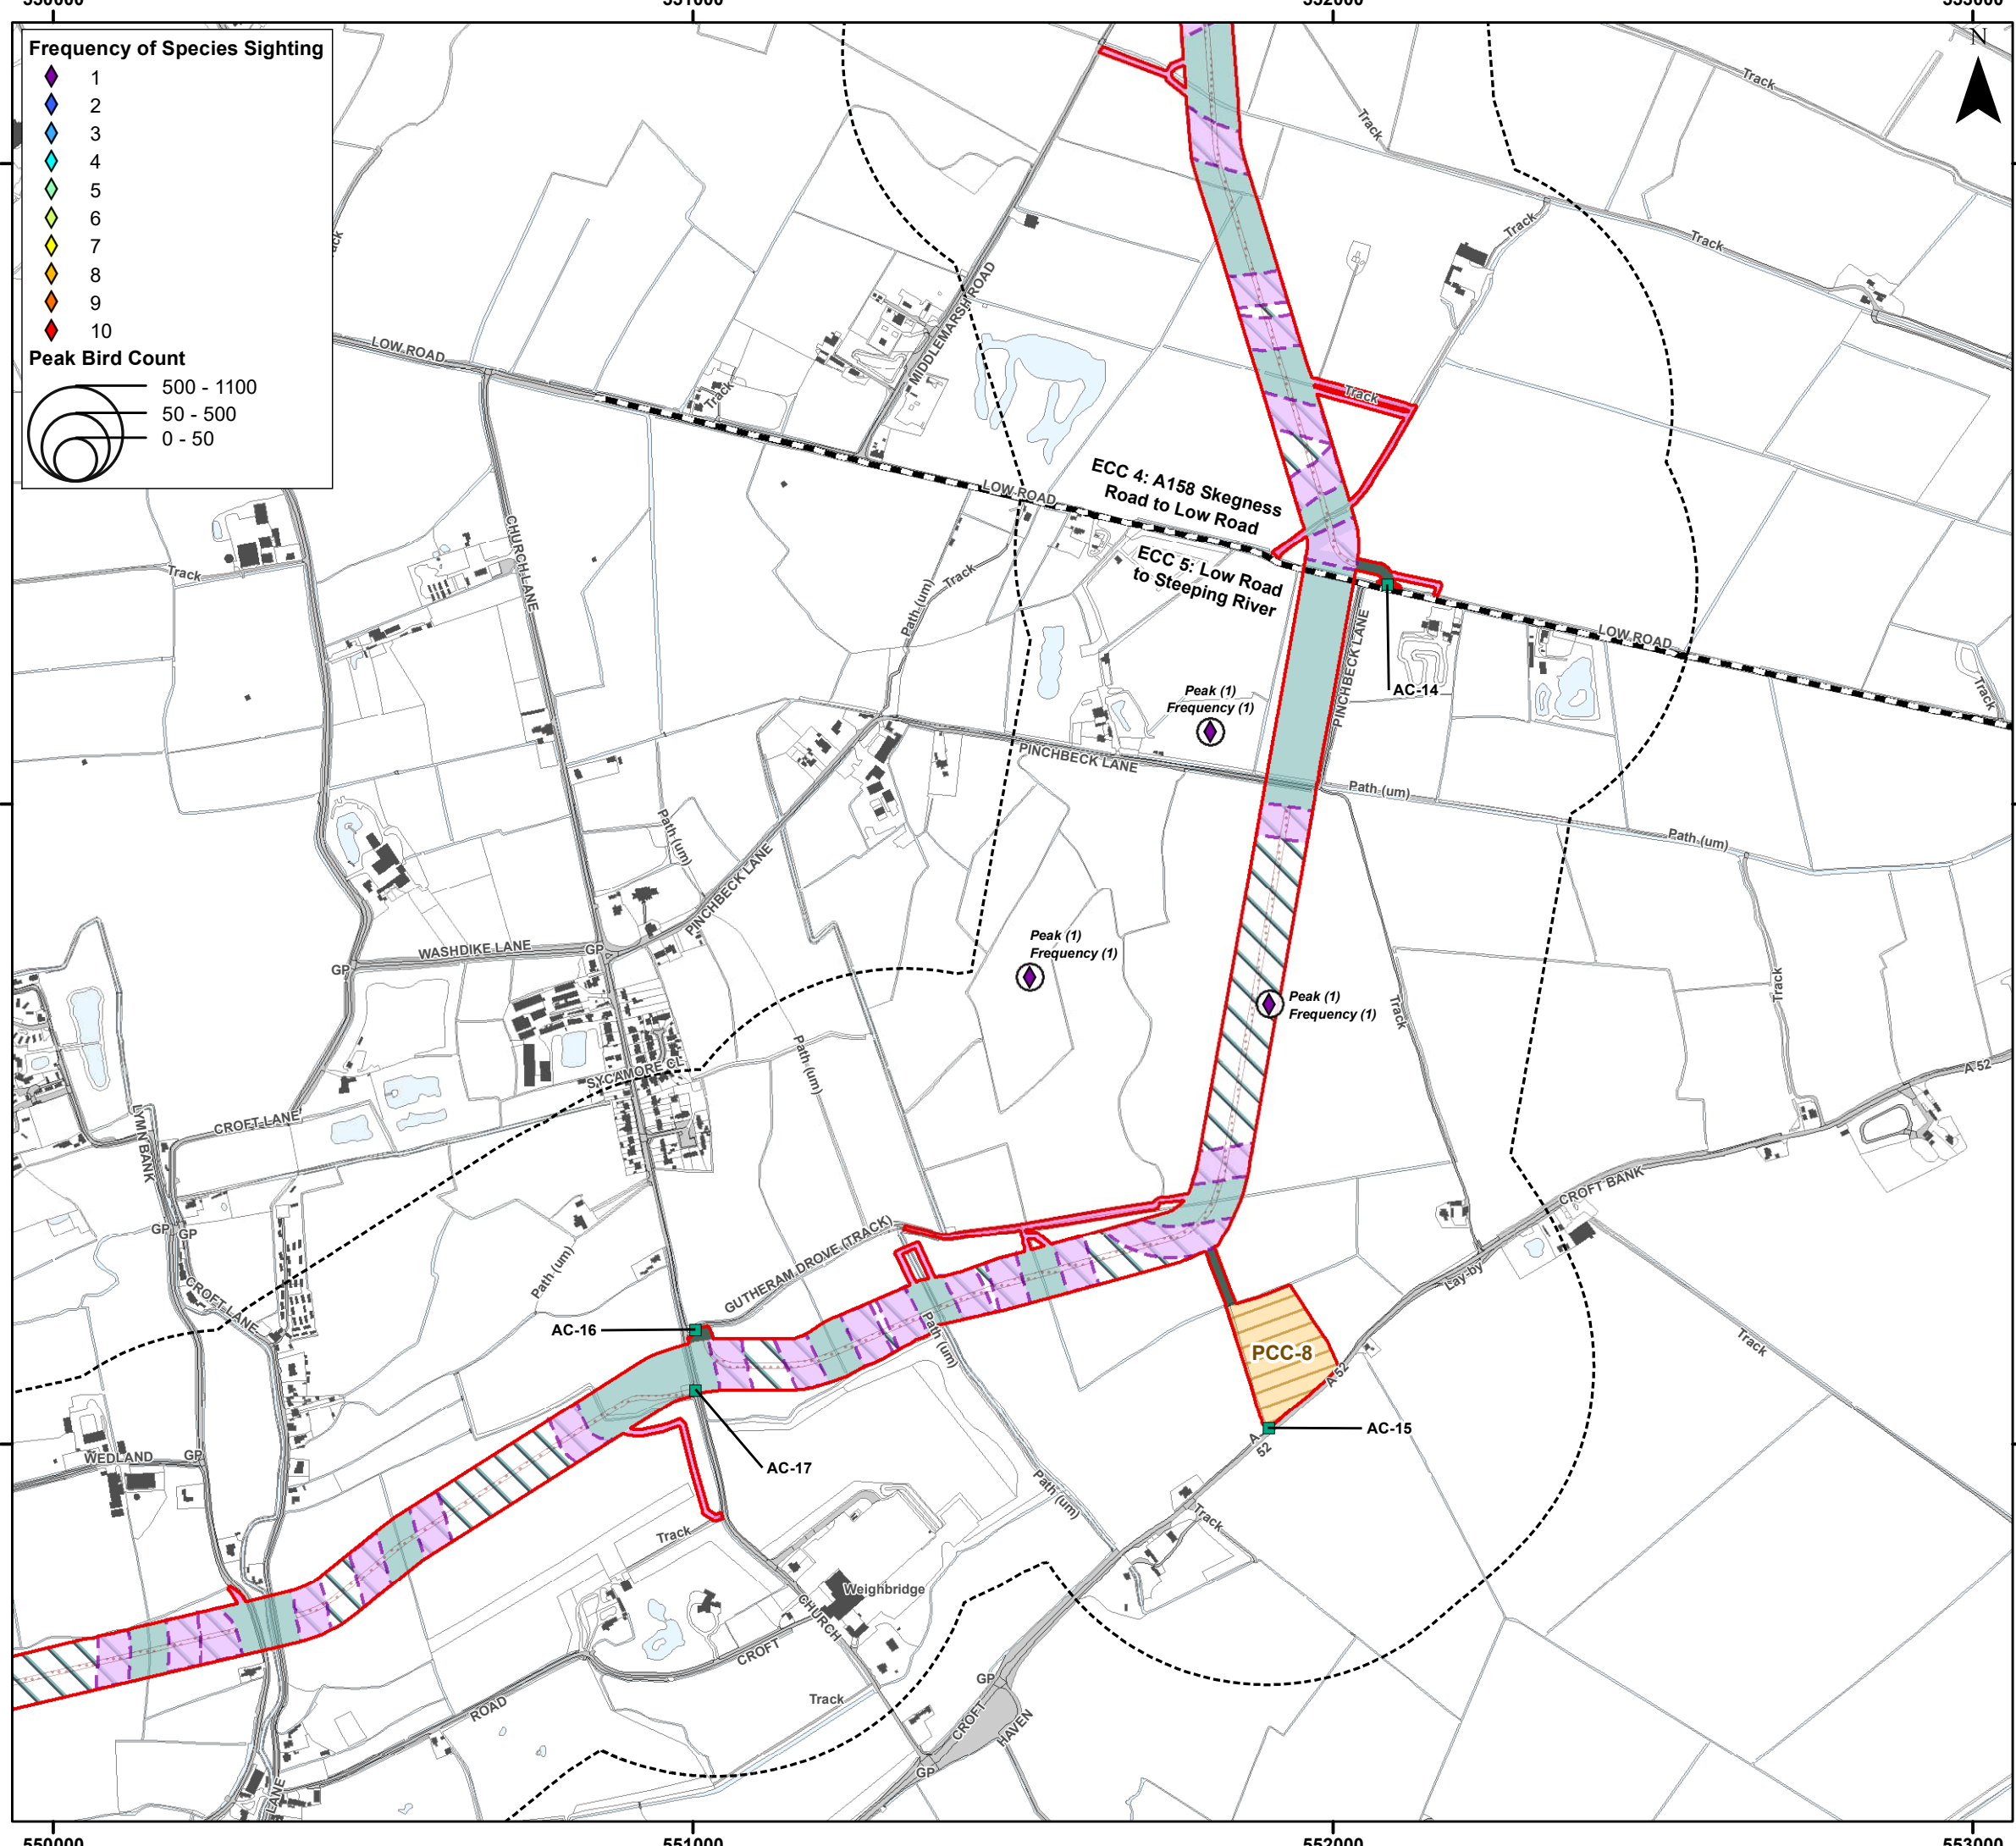 550000
551000
552000
553000
N
Frequency of Species Sighting
1
2
3
4
5
6
7
8
9
10
Peak Bird Count
500 - 1100
50 - 500
0 - 50
Track
Track
Track
Track
MIDDLEMARSH ROAD
LOW ROAD
Track
Track
ECC 4: A158 Skegness
Road to Low Road
LOW ROAD
CHURCH LANE
Track
Track
Path (um)
ECC 5: Low Road
to Steeping River
LOW ROAD
PINCHBECK LANE
AC-14
Track
Peak (1)
Frequency (1)
PINCHBECK LANE
Path (um)
Path (um)
Path (um)
PINCHBECK LANE
WASHDIKE LANE
GP
GP
Peak (1)
Frequency (1)
Peak (1)
Frequency (1)
Track
Track
Path (um)
SYCAMORE CL
A 52
CROFT LANE
LYMN BANK
CROFT BANK
GP
GP
GUTHERAM DROVE (TRACK)
Path (um)
Lay-by
CROFT LANE
AC-16
Path (um)
PCC-8
A 52
Track
AC-15
A
52
WEDLAND
GP
AC-17
Path (um)
Track
Track
Weighbridge
CHURCH
CROFT
Track
ROAD
GP
CROFT
HAVEN
GP
LANE
550000
551000
552000
553000